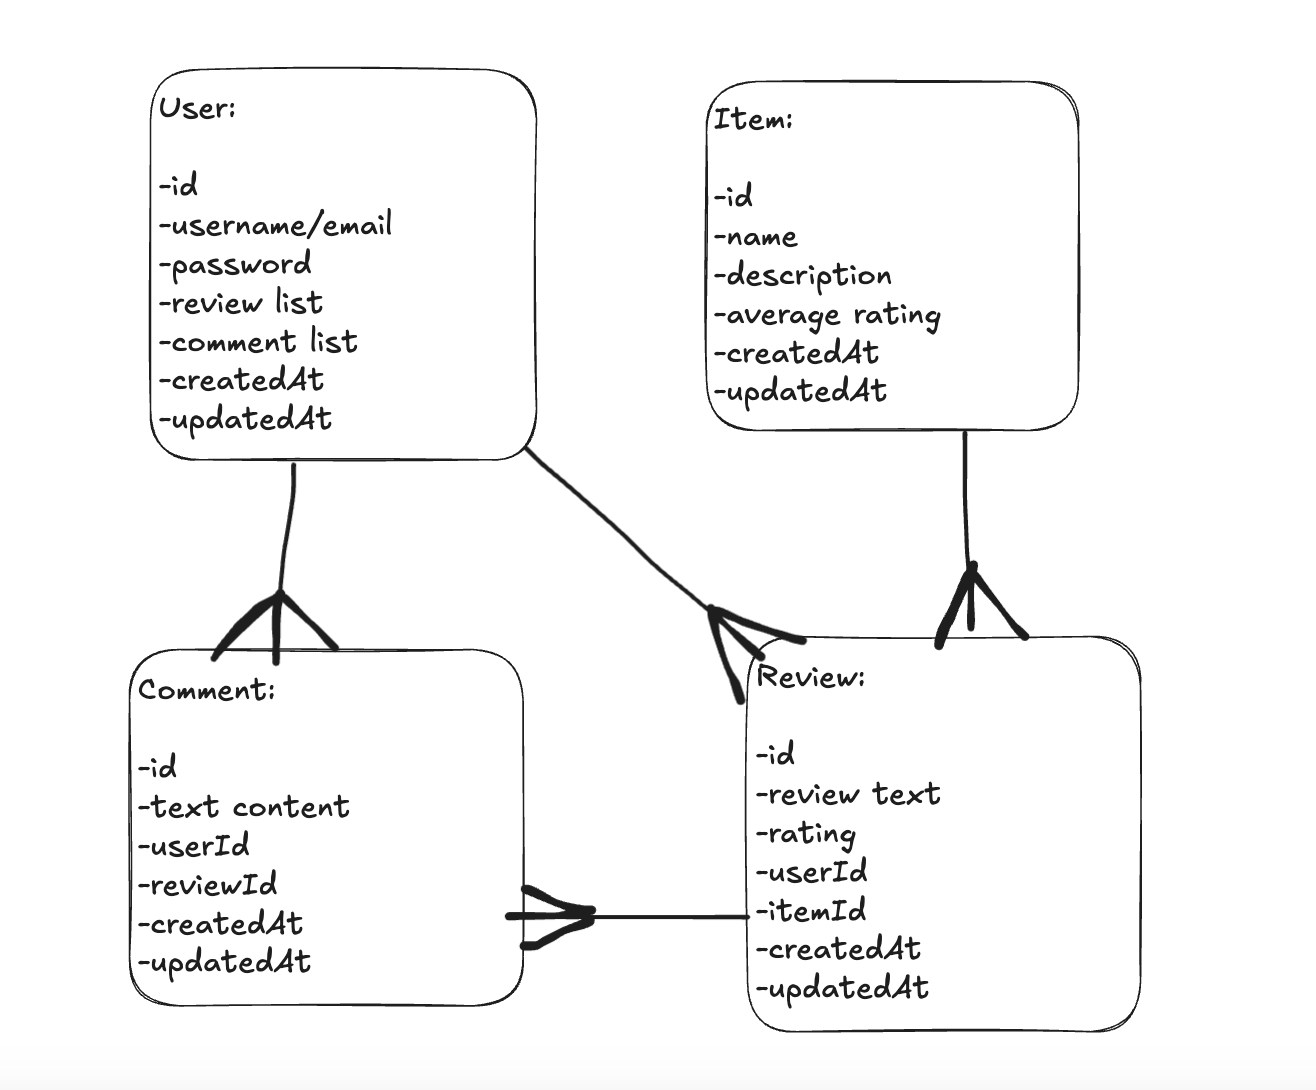 User:
-id
-username/email
-password
-review list
-comment list
-createdAt
-updatedAt
Item:
-id
-name
-description
-average rating
-createdAt
-updatedAt
Comment:
-id
-text content
-userId
-reviewId
-createdAt
-updatedAt
Review:
-id
-review text
-rating
-userId
-itemId
-createdAt
-updatedAt